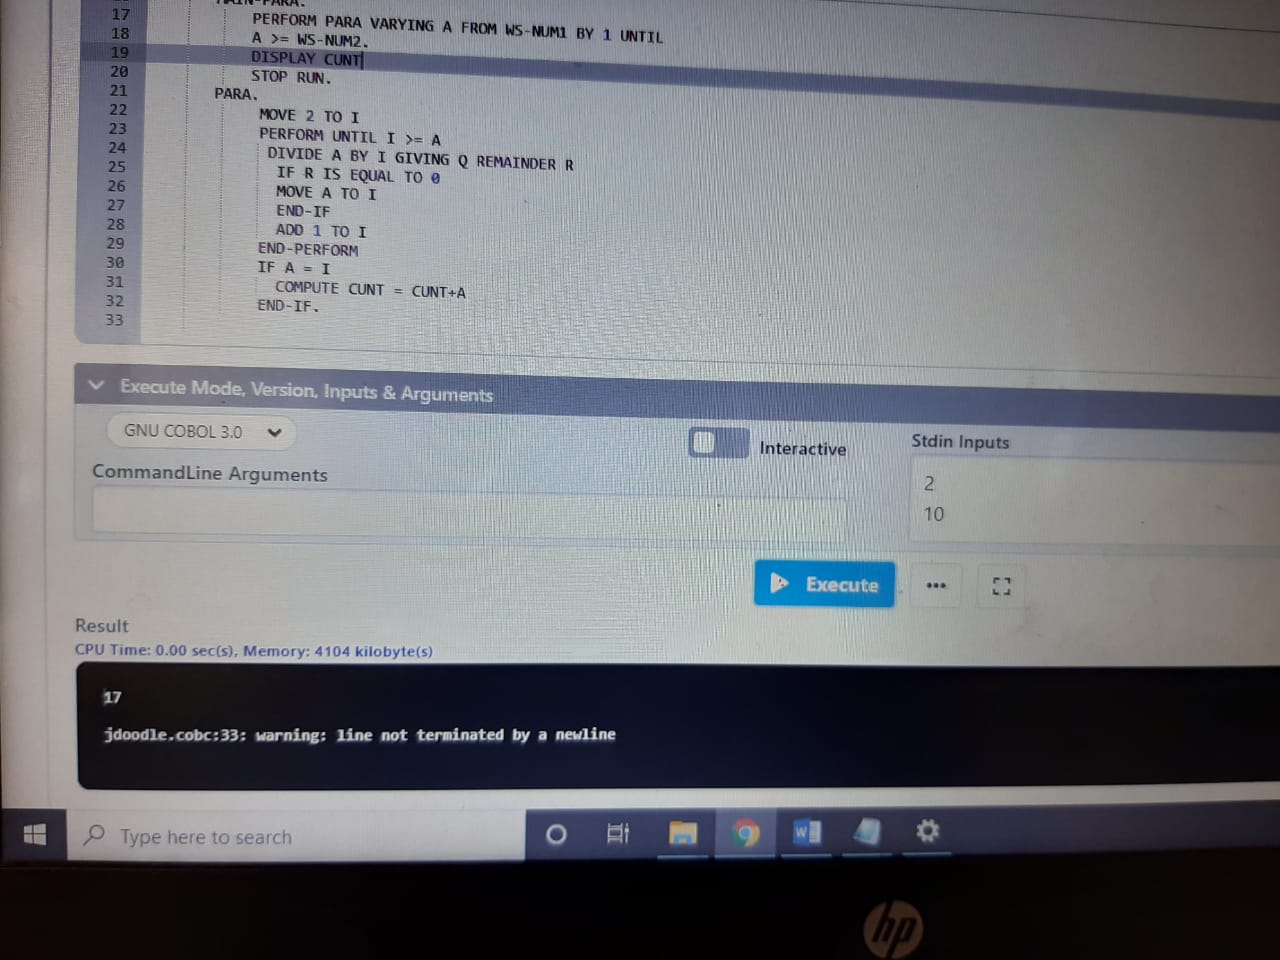 17 MAIN-PARA.
18 PERFORM PARA VARYING A FROM WS-NUM1 BY 1 UNTIL
19 A >= WS-NUM2.
20 DISPLAY CUNT
21 STOP RUN.
22 PARA.
23 MOVE 2 TO I
24 PERFORM UNTIL I >= A
25 DIVIDE A BY I GIVING Q REMAINDER R
26 IF R IS EQUAL TO 0
27 MOVE A TO I
28 END-IF
29 ADD 1 TO I
30 END-PERFORM
31 IF A = I
32 COMPUTE CUNT = CUNT+A
33 END-IF.
Execute Mode, Version, Inputs & Arguments
GNU COBOL 3.0
Interactive
Stdin Inputs
CommandLine Arguments
2
10
Execute
Result
CPU Time: 0.00 sec(s), Memory: 4104 kilobyte(s)
17
jdoodle.cobc:33: warning: line not terminated by a newline
Type here to search
W
hp